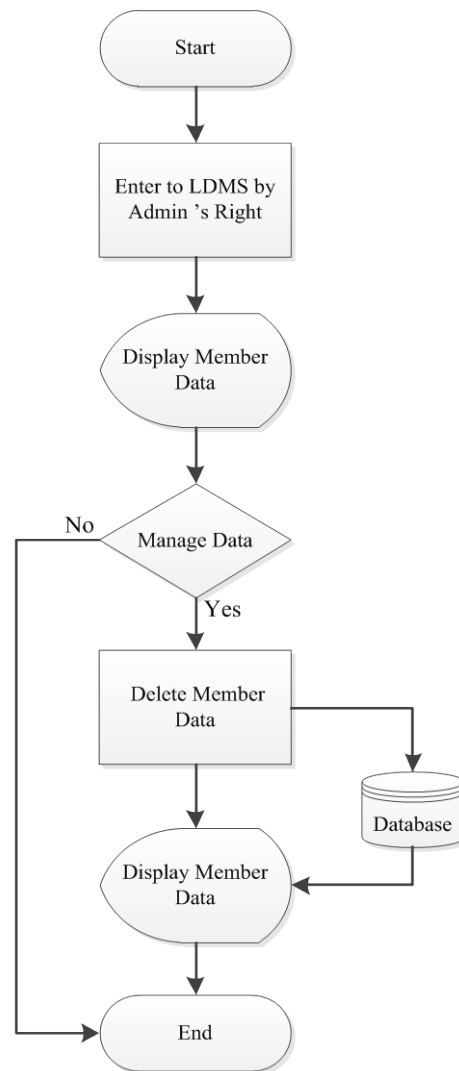 Start
Enter to LDMS by
Admin ’s Right
Display Member
Data
No
Manage Data
Yes
Delete Member
Data
Database
Display Member
Data
End